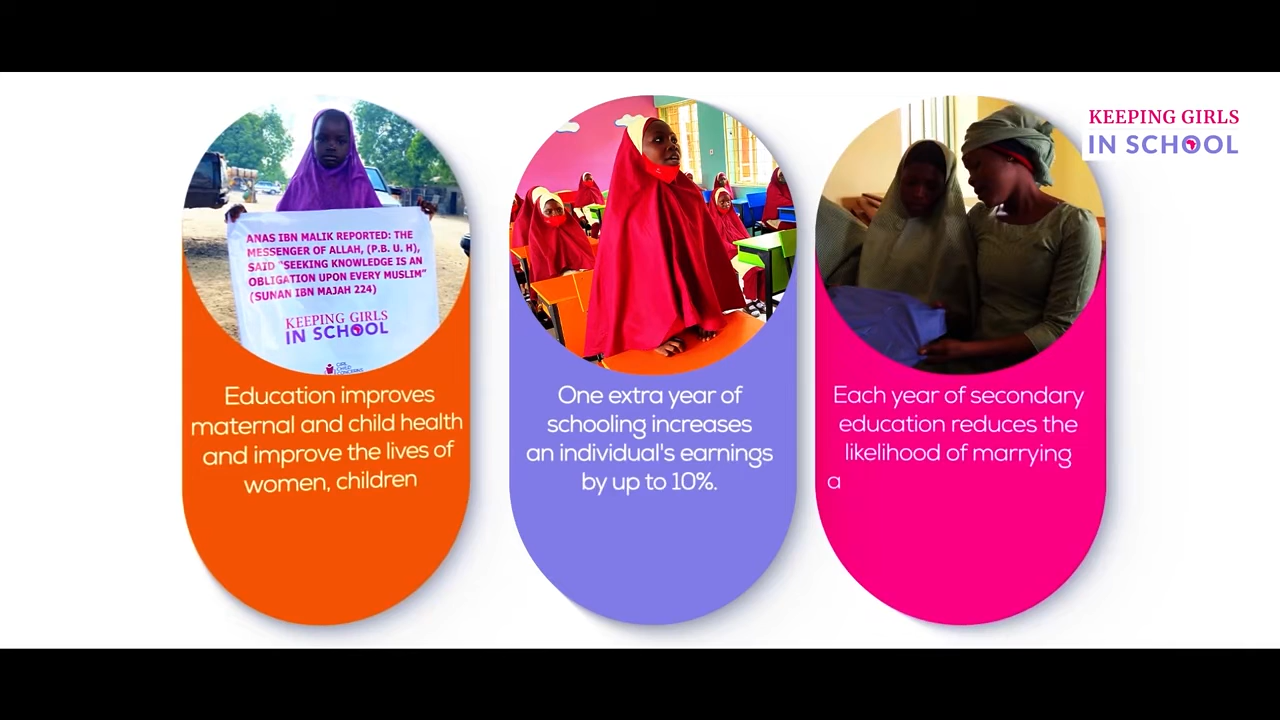 KEEPING GIRLS
IN SCHOOL
ANAS IBN MALIK REPORTED: THE
MESSENGER OF ALLAH, (P.B. U. H),
SAID "SEEKING KNOWLEDGE IS AN
OBLIGATION UPON EVERY MUSLIM"
(SUNAN IBN MAJAH 224)
KEEPING GIRLS
IN SCHOOL
GIRL
CHILD
CONCERNS
Education improves
maternal and child health
and improve the lives of
women, children
One extra year of
schooling increases
an individual's earnings
by up to 10%.
Each year of secondary
education reduces the
likelihood of marrying
a